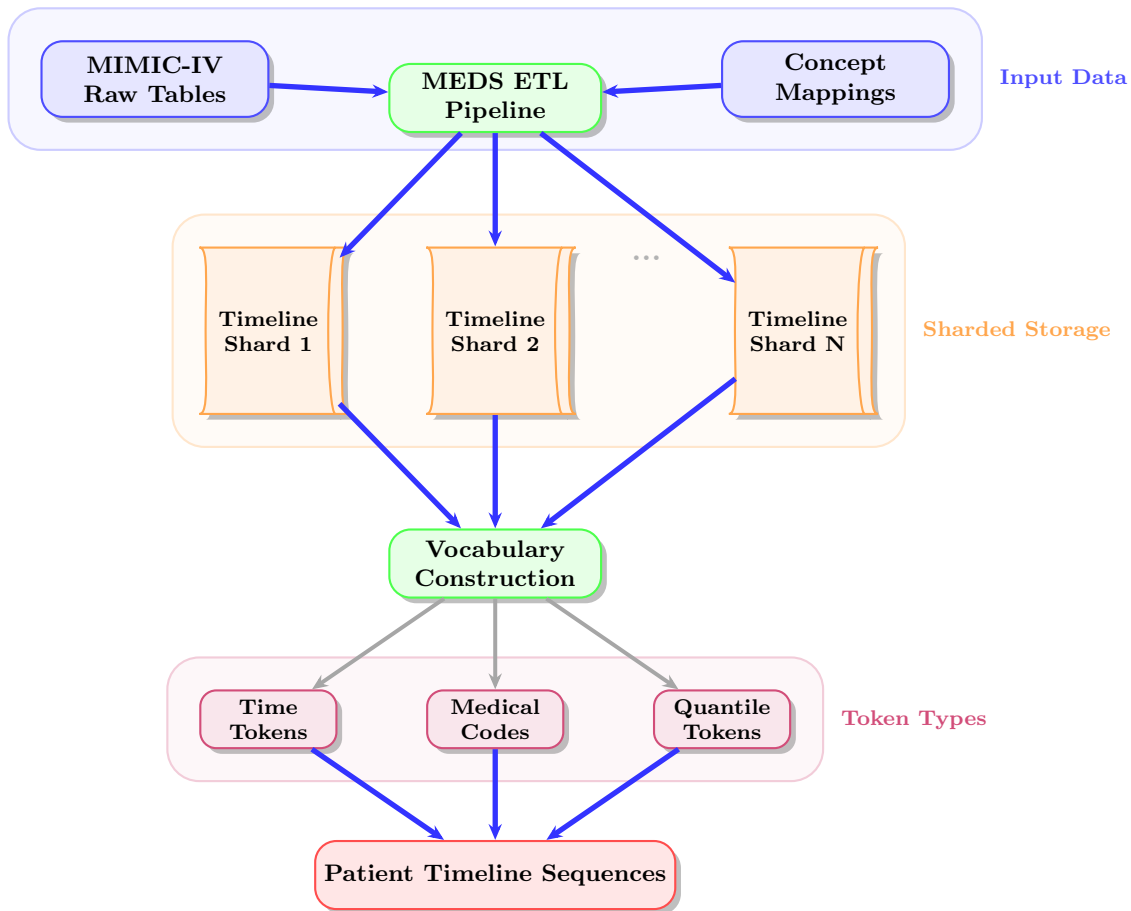 MIMIC-IV
Raw Tables
MEDS ETL
Pipeline
Concept
Mappings
Input Data
Timeline
Shard 1
Timeline
Shard 2
...
Timeline
Shard N
Sharded Storage
Vocabulary
Construction
Time
Tokens
Medical
Codes
Quantile
Tokens
Token Types
Patient Timeline Sequences